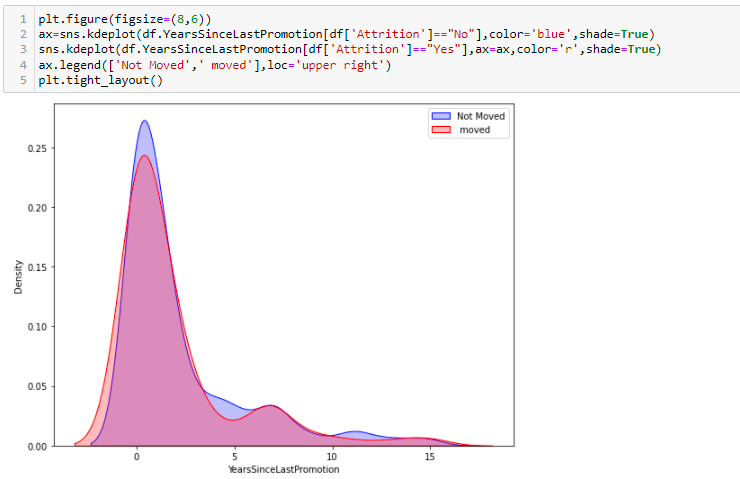 1 plt.figure(figsize=(8,6))
2 ax=sns.kdeplot(df.YearsSinceLastPromotion[df['Attrition']=="No"],color='blue',shade=True)
3 sns.kdeplot(df.YearsSinceLastPromotion[df['Attrition']=="Yes"],ax=ax,color='r',shade=True)
4 ax.legend(['Not Moved',' moved'],loc='upper right')
5 plt.tight_layout()
Not Moved
moved
0.25
0.20
0.15
0.10
0.05
0.00
Density
0 5 10 15
YearsSinceLastPromotion